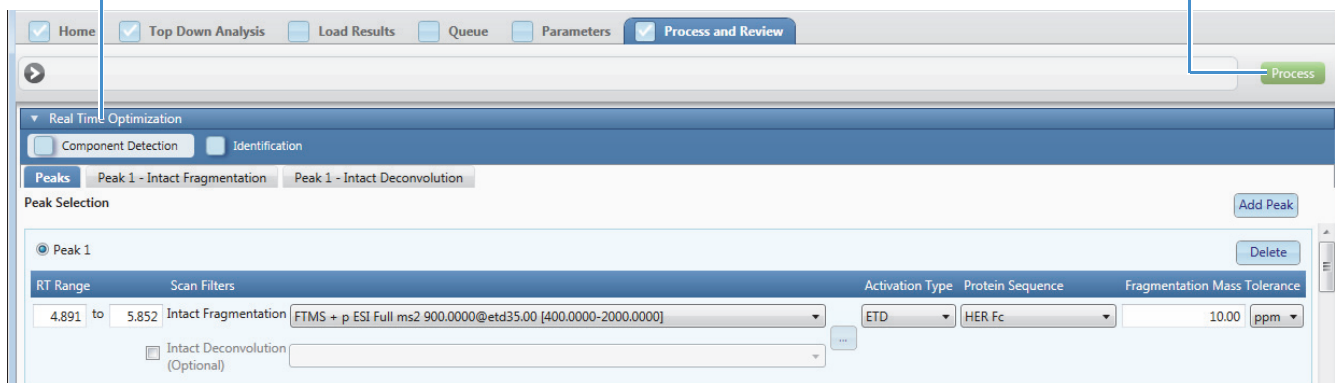 Home Top Down Analysis Load Results Queue Parameters Process and Review
Process
Real Time Optimization
Component Detection Identification
Peaks Peak 1 - Intact Fragmentation Peak 1 - Intact Deconvolution
Peak Selection Add Peak
Peak 1 Delete
RT Range Scan Filters Activation Type Protein Sequence Fragmentation Mass Tolerance
4.891 to 5.852 Intact Fragmentation FTMS + p ESI Full ms2 900.0000@etd35.00 [400.0000-2000.0000] ETD HER Fc 10.00 ppm
...
Intact Deconvolution
(Optional)